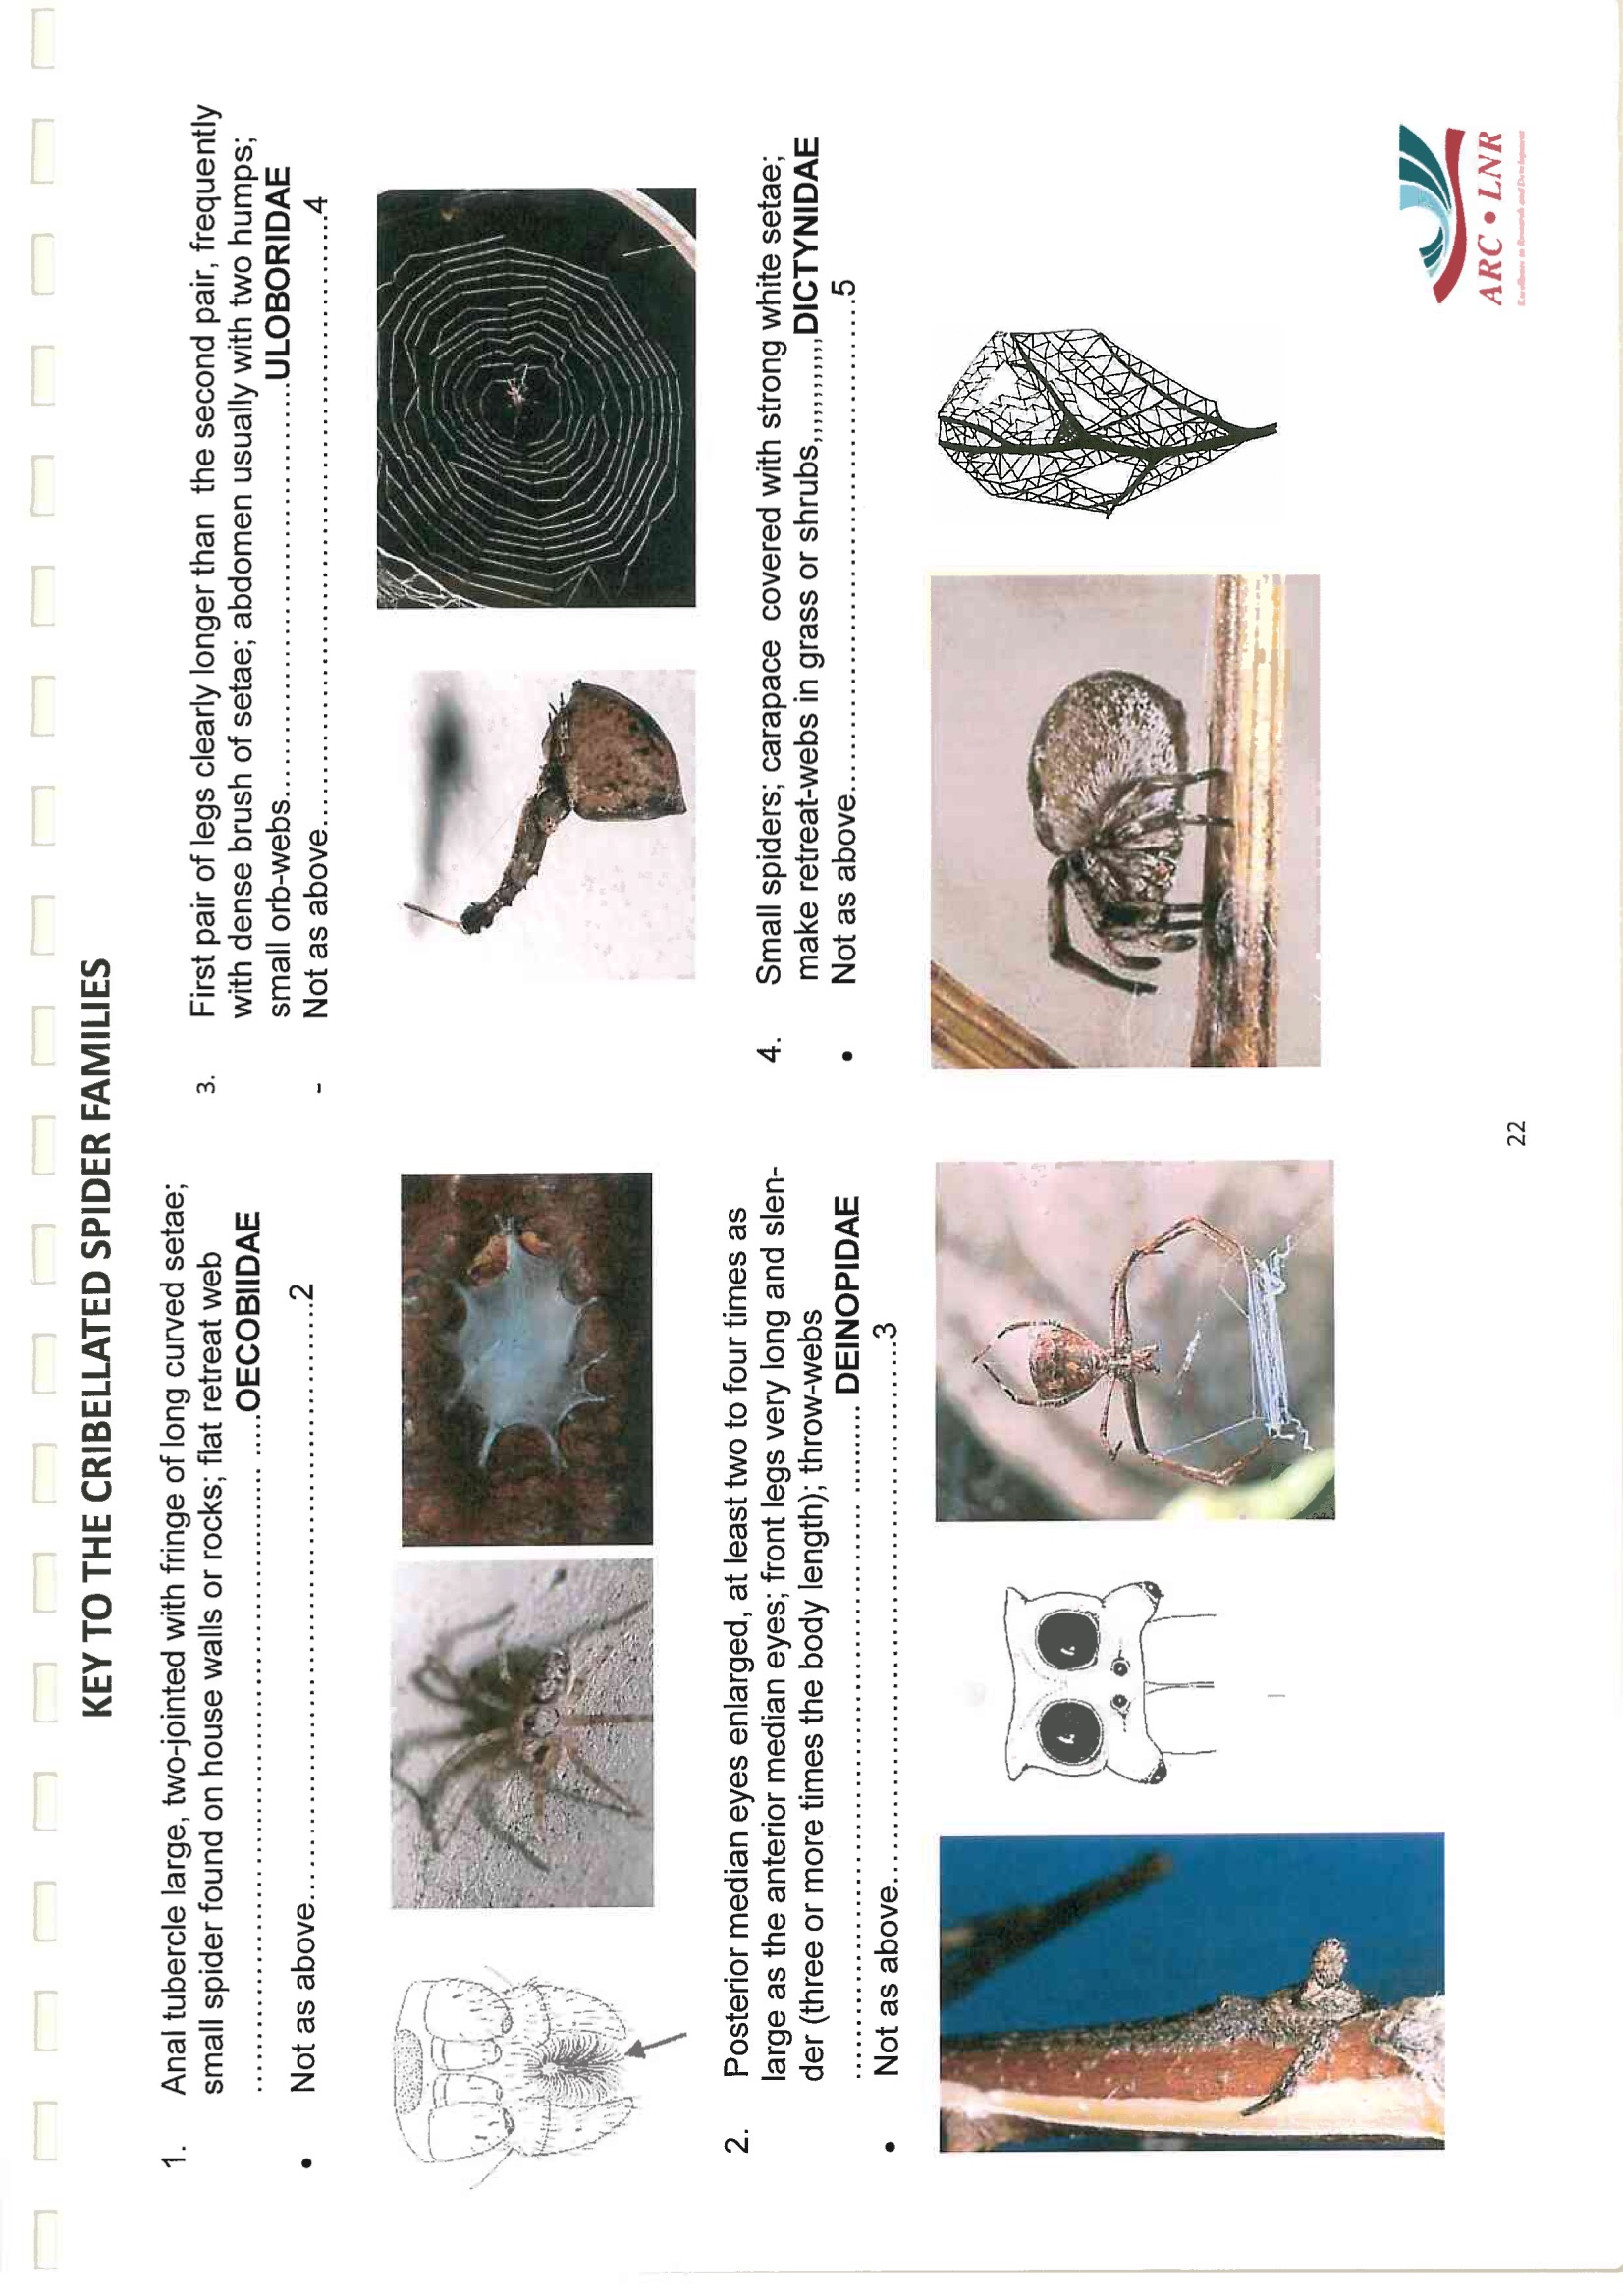 KEY TO THE CRIBELLATED SPIDER FAMILIES
1. Anal tubercle large, two-jointed with fringe of long curved setae;
small spider found on house walls or rocks; flat retreat web
.................................................... .....OECOBIIDAE
• Not as above...............................................................2
2. Posterior median eyes enlarged, at least two to four times as
large as the anterior median eyes; front legs very long and slen-
der (three or more times the body length); throw-webs
.................................................... ......... DEINOPIDAE
• Not as above.........................................................3
3. First pair of legs clearly longer than the second pair, frequently
with dense brush of setae; abdomen usually with two humps;
small orb-webs..........................................ULOBORIDAE
- Not as above...............................................................4
4. Small spiders; carapace covered with strong white setae;
make retreat-webs in grass or shrubs,,,,,,,,,,,,DICTYNIDAE
• Not as above.......................................................5
22
ARC • LNR
Excellence in Research and Development